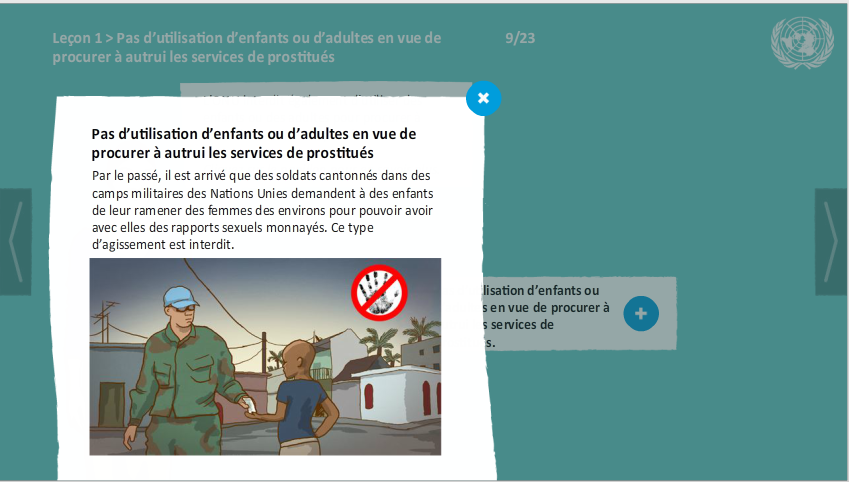 Leçon 1 > Pas d'utilisation d'enfants ou d'adultes en vue de
procurer à autrui les services de prostitués
9/23
Pas d'utilisation d'enfants ou d'adultes en vue de
procurer à autrui les services de prostitués
Par le passé, il est arrivé que des soldats cantonnés dans des
camps militaires des Nations Unies demandent à des enfants
de leur ramener des femmes des environs pour pouvoir avoir
avec elles des rapports sexuels monnayés. Ce type
d'agissement est interdit.
d'enfants ou
en vue de procurer à
services de